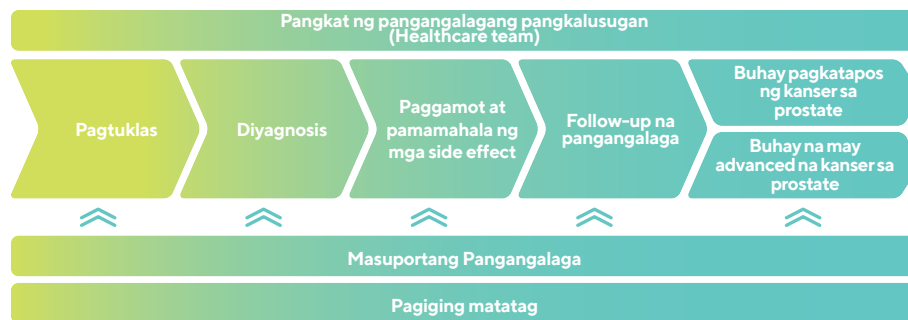 Pangkat ng pangangalagang pangkalusugan
(Healthcare team)
Pagtuklas
Diyagnosis
Paggamot at
pamamahala ng
mga side effect
Follow-up na
pangangalaga
Buhay pagkatapos
ng kanser sa
prostate
Buhay na may
advanced na kanser sa
prostate
Masuportang Pangangalaga
Pagiging matatag